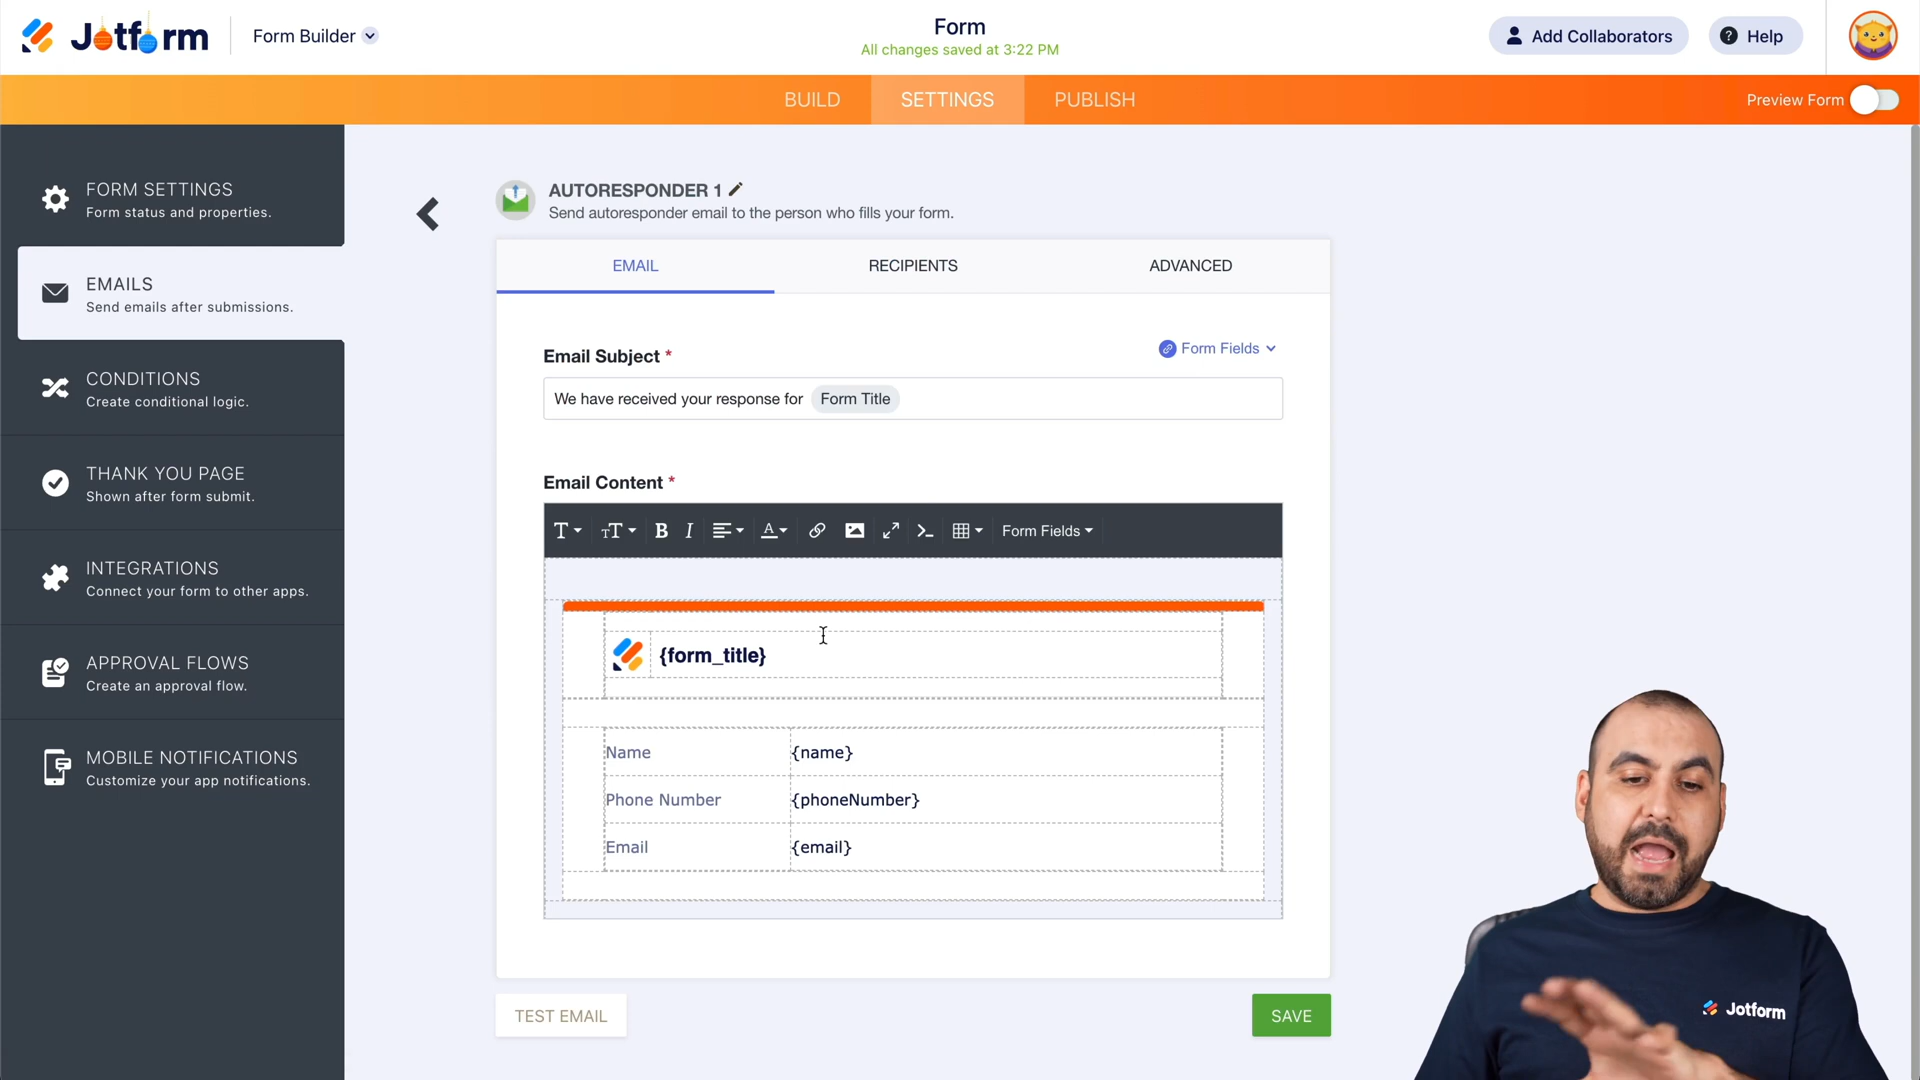 Jotform
Form Builder
Form
All changes saved at 3:22 PM
Add Collaborators
Help
BUILD
SETTINGS
PUBLISH
Preview Form
FORM SETTINGS
Form status and properties.
EMAILS
Send emails after submissions.
CONDITIONS
Create conditional logic.
THANK YOU PAGE
Shown after form submit.
INTEGRATIONS
Connect your form to other apps.
APPROVAL FLOWS
Create an approval flow.
MOBILE NOTIFICATIONS
Customize your app notifications.
AUTORESPONDER 1
Send autoresponder email to the person who fills your form.
EMAIL
RECIPIENTS
ADVANCED
Email Subject *
Form Fields
We have received your response for Form Title
Email Content *
Form Fields
{form_title}
Name {name}
Phone Number {phoneNumber}
Email {email}
TEST EMAIL
SAVE
Jotform